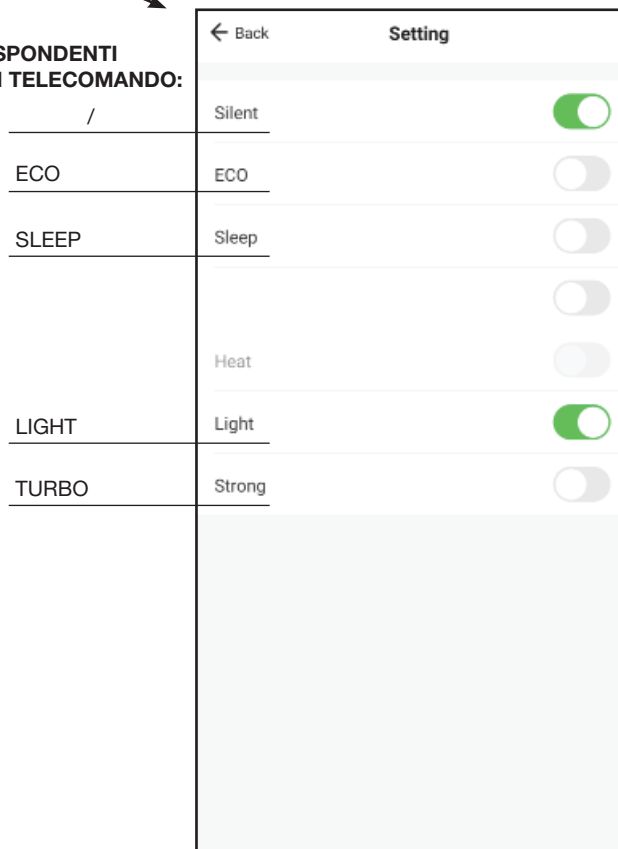 ← Back Setting
SPONDENTI
TELECOMANDO:
/ Silent
ECO ECO
SLEEP Sleep
Heat
LIGHT Light
TURBO Strong